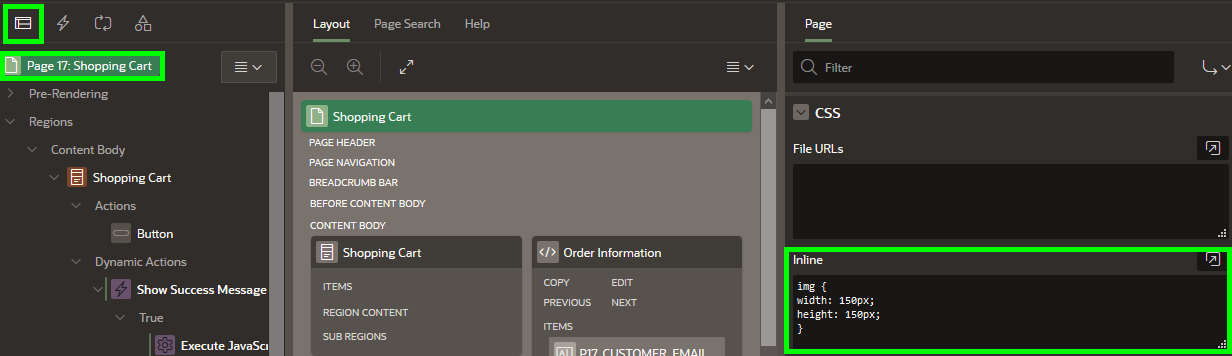 Layout
Page Search
Help
Page
Page 17: Shopping Cart
Pre-Rendering
Regions
Content Body
Shopping Cart
Actions
Button
Dynamic Actions
Show Success Message
True
Execute JavaSc
Shopping Cart
PAGE HEADER
PAGE NAVIGATION
BREADCRUMB BAR
BEFORE CONTENT BODY
CONTENT BODY
Shopping Cart
ITEMS
REGION CONTENT
SUB REGIONS
Order Information
COPY EDIT
PREVIOUS NEXT
ITEMS
P17_CUSTOMER_EMAIL
Filter
CSS
File URLs
Inline
img {
width: 150px;
height: 150px;
}